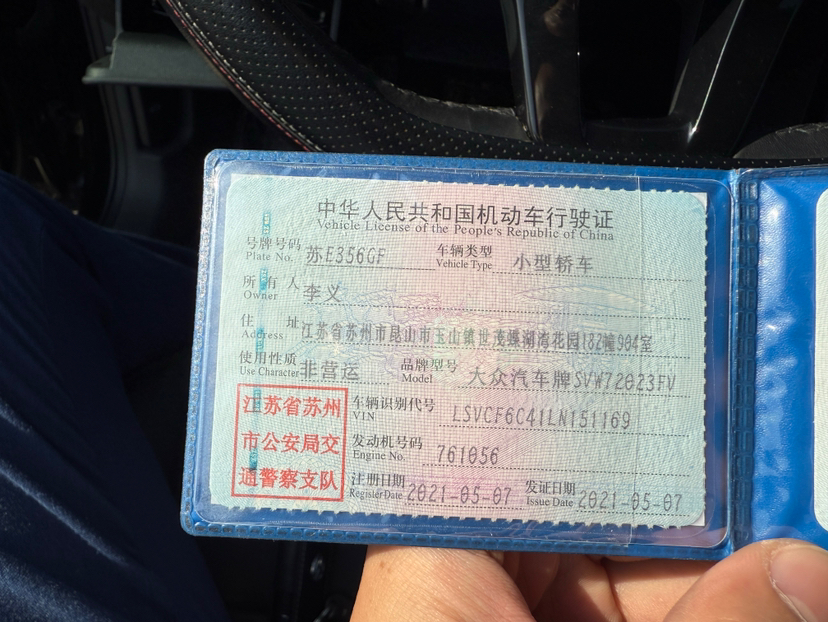 中华人民共和国机动车行驶证
Vehicle License of the People's Republic of China
号牌号码 苏E356GF 车辆类型 小型轿车
Plate No. Vehicle Type
所有人 李义
Owner
住址 江苏省苏州市昆山市玉山镇世茂蝶湖湾花园182幢904室
Address
使用性质 非营运 品牌型号 大众汽车牌SVW72023FV
Use Character Model
江苏省苏州 车辆识别代号 LSVCF6C41LN151169
VIN
市公安局交 发动机号码 761056
Engine No.
通警察支队 注册日期 2021-05-07 发证日期 2021-05-07
Register Date Issue Date